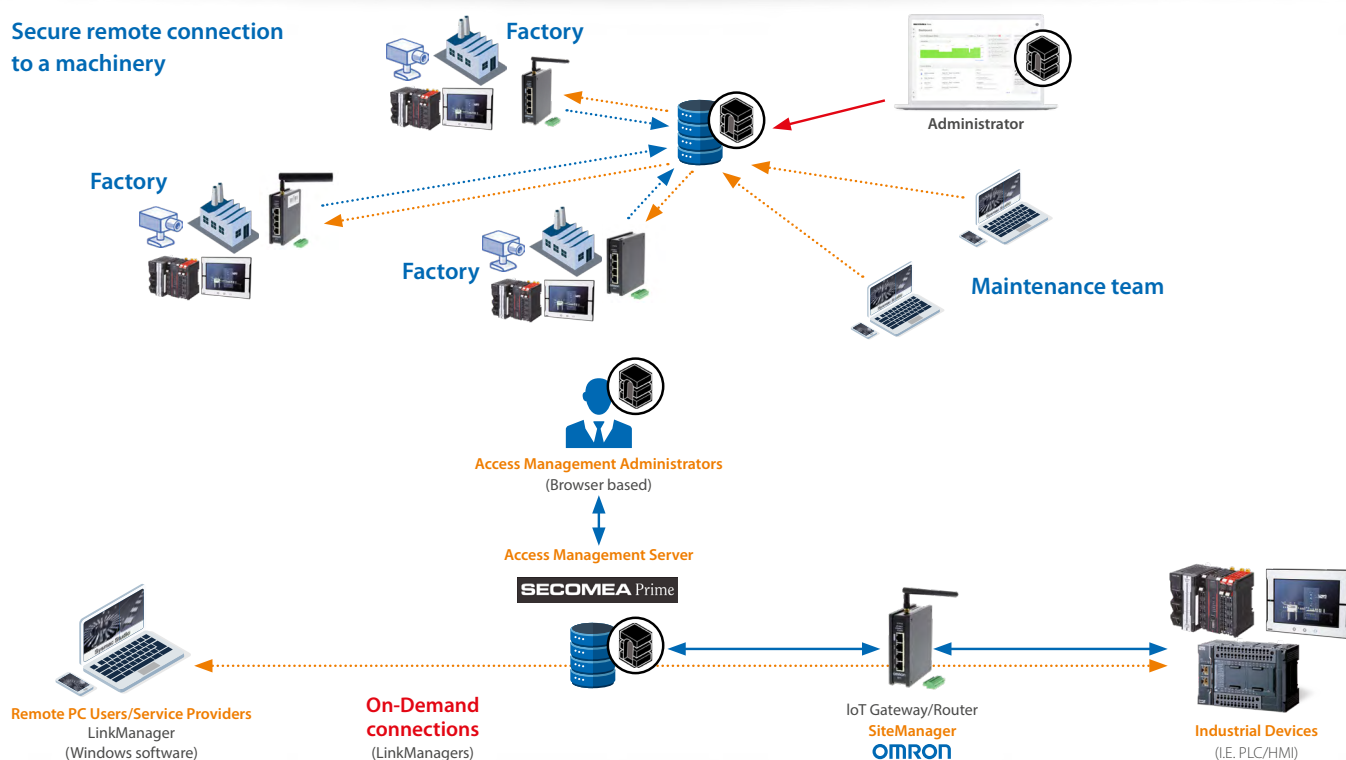 Secure remote connection
to a machinery
Factory
Administrator
Factory
Factory
Maintenance team
Access Management Administrators
(Browser based)
Access Management Server
SECOMEA Prime
Sysmac Studio
Remote PC Users/Service Providers
LinkManager
(Windows software)
On-Demand
connections
(LinkManagers)
IoT Gateway/Router
SiteManager
OMRON
Industrial Devices
(I.E. PLC/HMI)